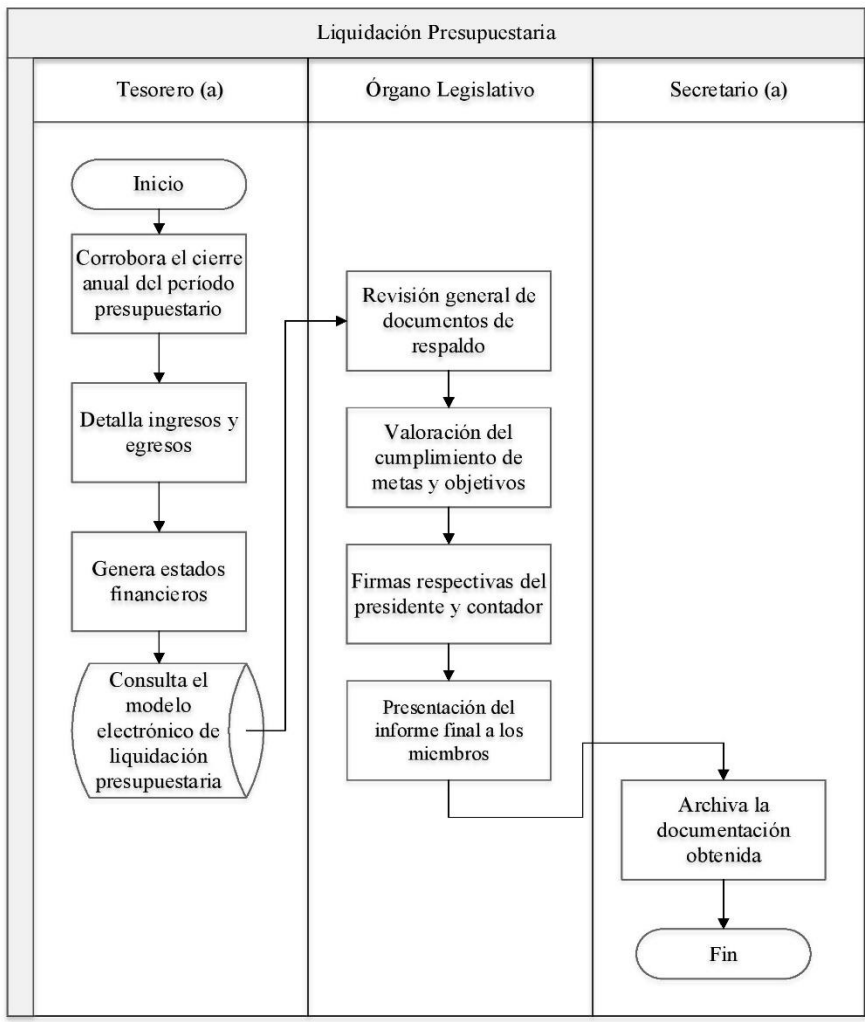 Liquidación Presupuestaria
Tesorero (a)
Órgano Legislativo
Secretario (a)
Inicio
Corrobora el cierre
anual del período
presupuestario
Detalla ingresos y
egresos
Genera estados
financieros
Consulta el
modelo
electrónico de
liquidación
presupuestaria
Revisión general de
documentos de
respaldo
Valoración del
cumplimiento de
metas y objetivos
Firmas respectivas del
presidente y contador
Presentación del
informe final a los
miembros
Archiva la
documentación
obtenida
Fin